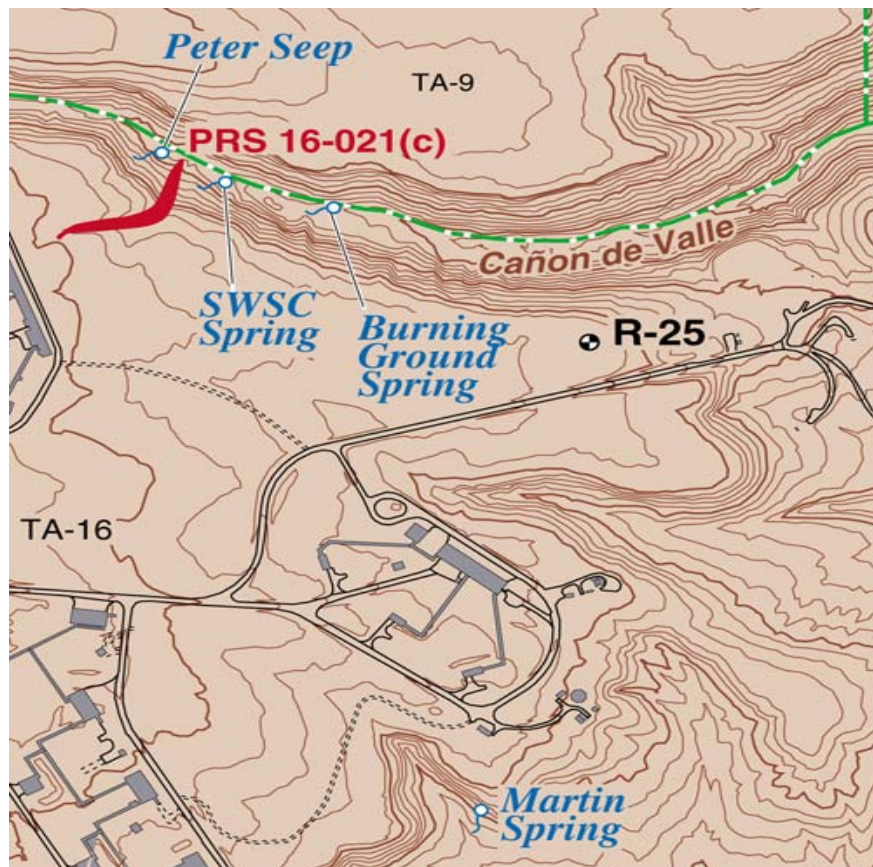 Peter Seep
TA-9
PRS 16-021(c)
Cañon de Valle
SWSC
Spring
Burning
Ground
Spring
R-25
TA-16
Martin
Spring